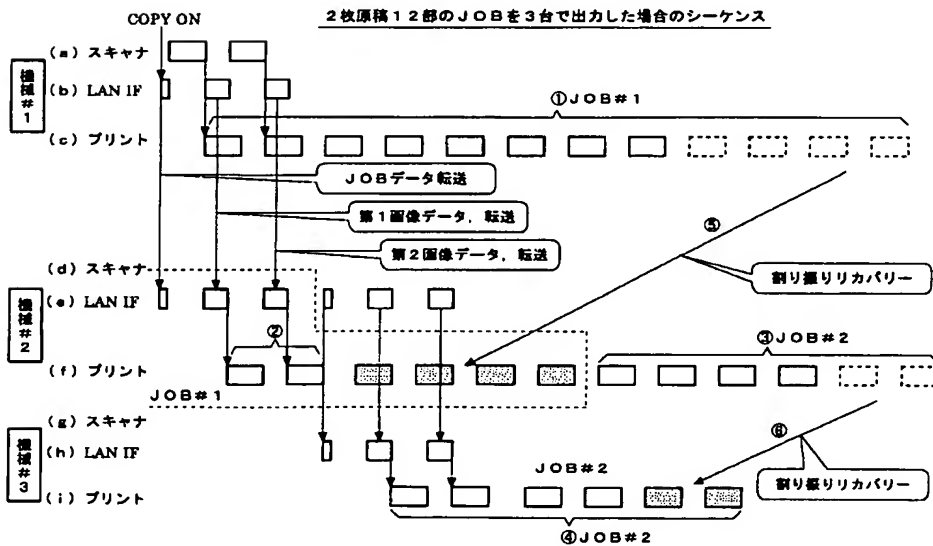 2枚原稿12部のJOBを3台で出力した場合のシーケンス
COPY ON
機械#1
(a) スキャナ
(b) LAN IF
(c) プリント
①JOB#1
JOBデータ転送
第1画像データ, 転送
第2画像データ, 転送
⑤
割り振りリカバリー
機械#2
(d) スキャナ
(e) LAN IF
(f) プリント
②
③JOB#2
JOB#1
機械#3
(g) スキャナ
(h) LAN IF
(i) プリント
JOB#2
⑥
割り振りリカバリー
④JOB#2